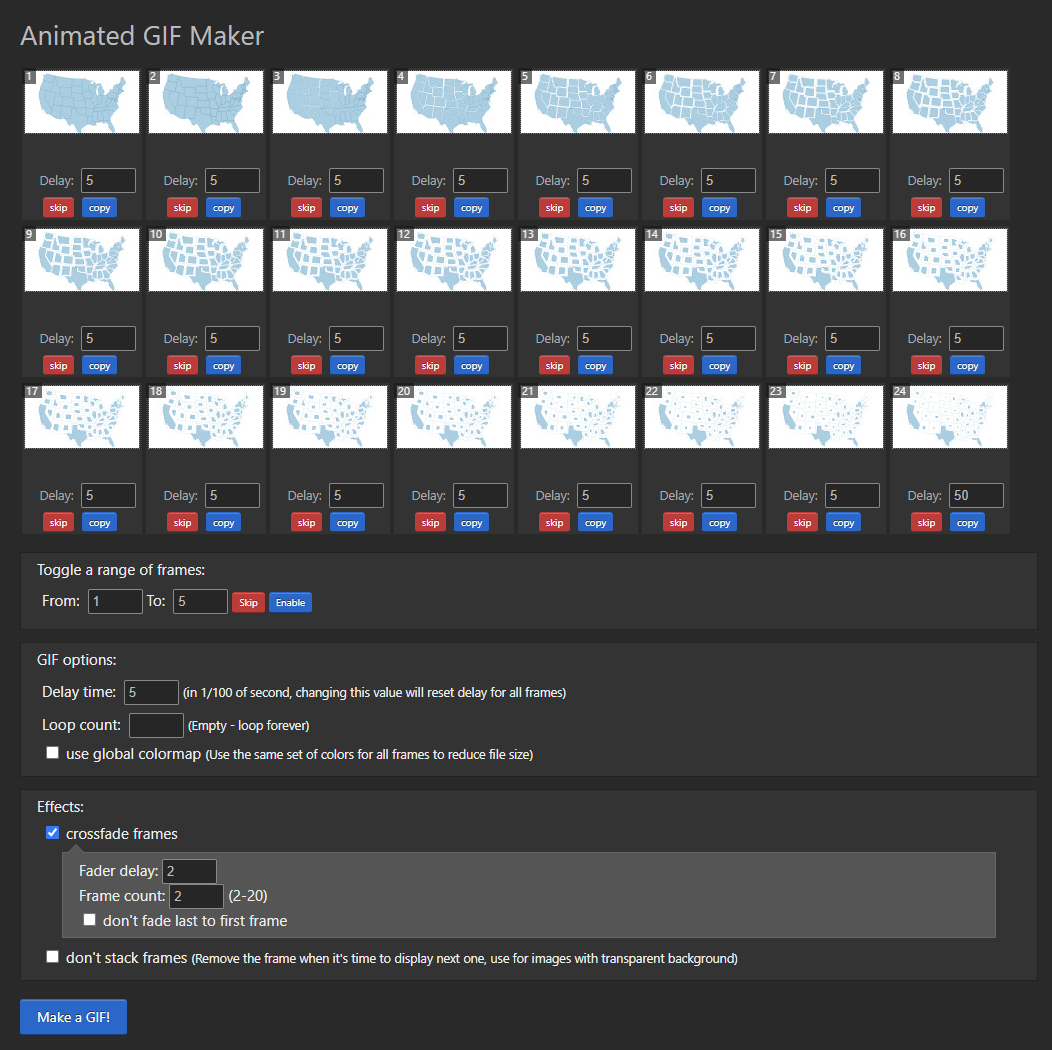 Animated GIF Maker
1 2 3 4 5 6 7 8
Delay: 5 Delay: 5 Delay: 5 Delay: 5 Delay: 5 Delay: 5 Delay: 5 Delay: 5
skip copy skip copy skip copy skip copy skip copy skip copy skip copy skip copy
9 10 11 12 13 14 15 16
Delay: 5 Delay: 5 Delay: 5 Delay: 5 Delay: 5 Delay: 5 Delay: 5 Delay: 5
skip copy skip copy skip copy skip copy skip copy skip copy skip copy skip copy
17 18 19 20 21 22 23 24
Delay: 5 Delay: 5 Delay: 5 Delay: 5 Delay: 5 Delay: 5 Delay: 5 Delay: 50
skip copy skip copy skip copy skip copy skip copy skip copy skip copy skip copy
Toggle a range of frames:
From: 1 To: 5 Skip Enable
GIF options:
Delay time: 5 (in 1/100 of second, changing this value will reset delay for all frames)
Loop count: (Empty - loop forever)
use global colormap (Use the same set of colors for all frames to reduce file size)
Effects:
crossfade frames
Fader delay: 2
Frame count: 2 (2-20)
don't fade last to first frame
don't stack frames (Remove the frame when it's time to display next one, use for images with transparent background)
Make a GIF!